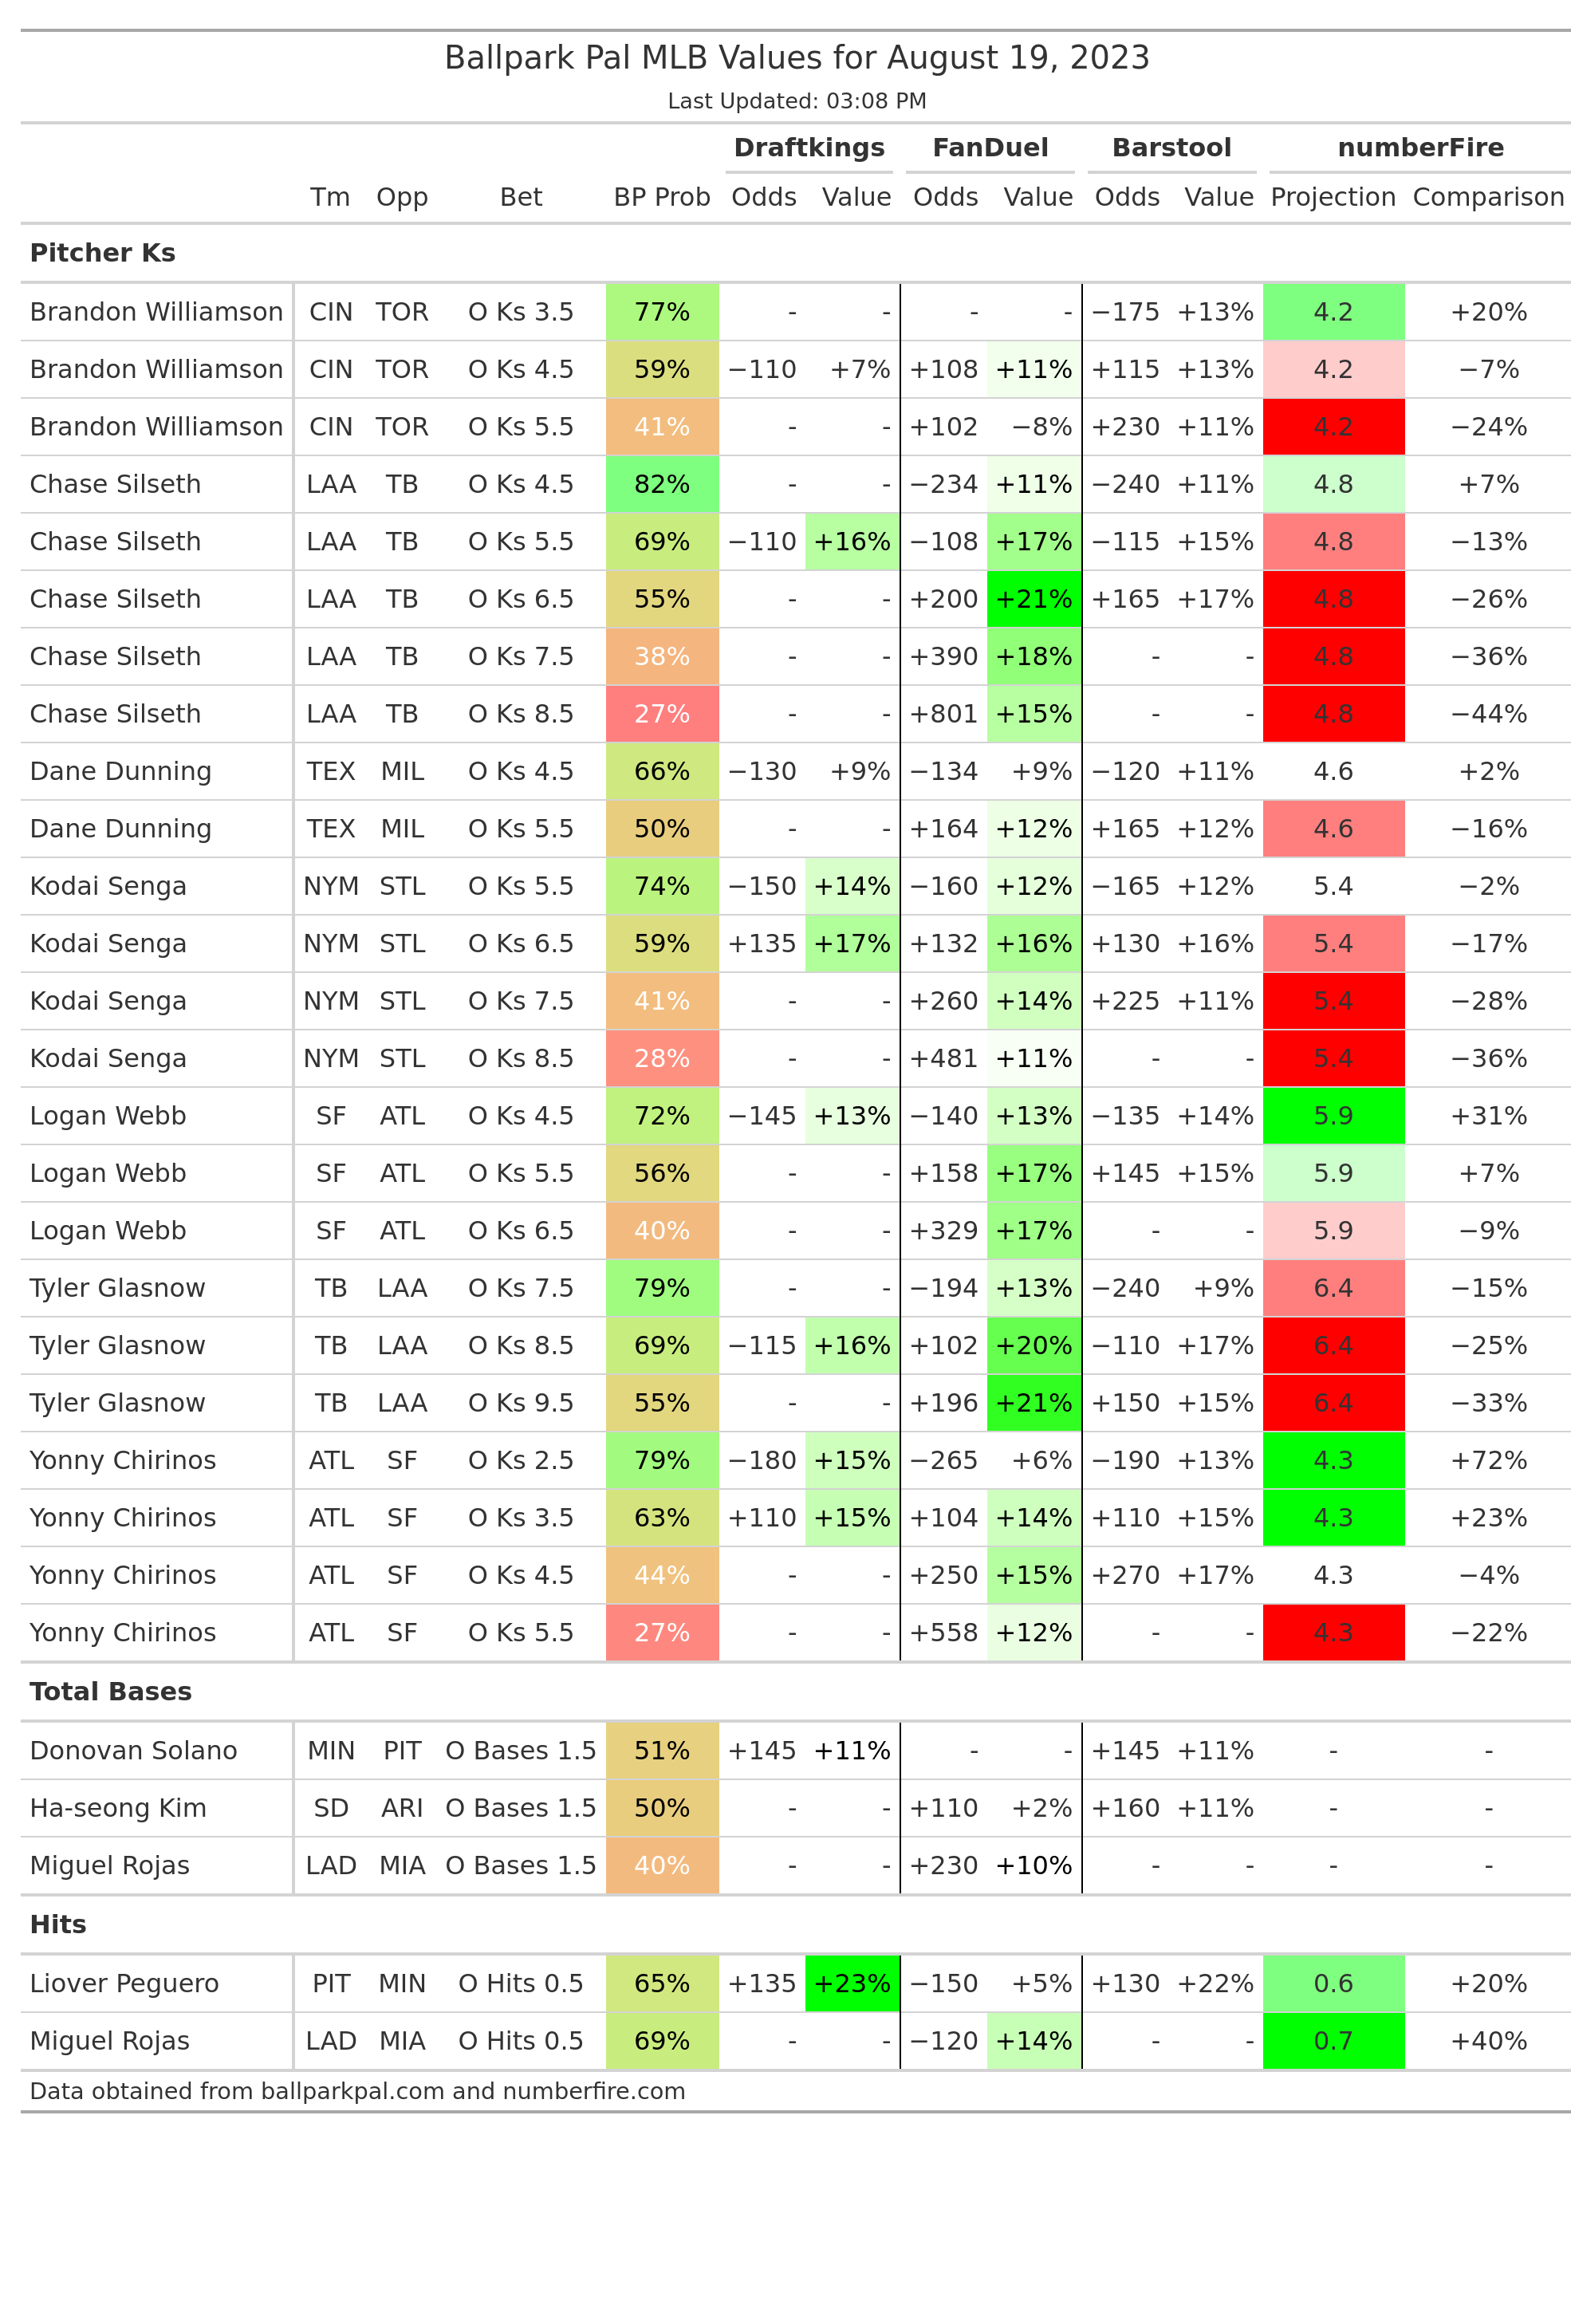 Ballpark Pal MLB Values for August 19, 2023
Last Updated: 03:08 PM
Draftkings FanDuel Barstool numberFire
Tm Opp Bet BP Prob Odds Value Odds Value Odds Value Projection Comparison
Pitcher Ks
Brandon Williamson CIN TOR O Ks 3.5 77% - - - - −175 +13% 4.2 +20%
Brandon Williamson CIN TOR O Ks 4.5 59% −110 +7% +108 +11% +115 +13% 4.2 −7%
Brandon Williamson CIN TOR O Ks 5.5 41% - - +102 −8% +230 +11% 4.2 −24%
Chase Silseth LAA TB O Ks 4.5 82% - - −234 +11% −240 +11% 4.8 +7%
Chase Silseth LAA TB O Ks 5.5 69% −110 +16% −108 +17% −115 +15% 4.8 −13%
Chase Silseth LAA TB O Ks 6.5 55% - - +200 +21% +165 +17% 4.8 −26%
Chase Silseth LAA TB O Ks 7.5 38% - - +390 +18% - - 4.8 −36%
Chase Silseth LAA TB O Ks 8.5 27% - - +801 +15% - - 4.8 −44%
Dane Dunning TEX MIL O Ks 4.5 66% −130 +9% −134 +9% −120 +11% 4.6 +2%
Dane Dunning TEX MIL O Ks 5.5 50% - - +164 +12% +165 +12% 4.6 −16%
Kodai Senga NYM STL O Ks 5.5 74% −150 +14% −160 +12% −165 +12% 5.4 −2%
Kodai Senga NYM STL O Ks 6.5 59% +135 +17% +132 +16% +130 +16% 5.4 −17%
Kodai Senga NYM STL O Ks 7.5 41% - - +260 +14% +225 +11% 5.4 −28%
Kodai Senga NYM STL O Ks 8.5 28% - - +481 +11% - - 5.4 −36%
Logan Webb SF ATL O Ks 4.5 72% −145 +13% −140 +13% −135 +14% 5.9 +31%
Logan Webb SF ATL O Ks 5.5 56% - - +158 +17% +145 +15% 5.9 +7%
Logan Webb SF ATL O Ks 6.5 40% - - +329 +17% - - 5.9 −9%
Tyler Glasnow TB LAA O Ks 7.5 79% - - −194 +13% −240 +9% 6.4 −15%
Tyler Glasnow TB LAA O Ks 8.5 69% −115 +16% +102 +20% −110 +17% 6.4 −25%
Tyler Glasnow TB LAA O Ks 9.5 55% - - +196 +21% +150 +15% 6.4 −33%
Yonny Chirinos ATL SF O Ks 2.5 79% −180 +15% −265 +6% −190 +13% 4.3 +72%
Yonny Chirinos ATL SF O Ks 3.5 63% +110 +15% +104 +14% +110 +15% 4.3 +23%
Yonny Chirinos ATL SF O Ks 4.5 44% - - +250 +15% +270 +17% 4.3 −4%
Yonny Chirinos ATL SF O Ks 5.5 27% - - +558 +12% - - 4.3 −22%
Total Bases
Donovan Solano MIN PIT O Bases 1.5 51% +145 +11% - - +145 +11% - -
Ha-seong Kim SD ARI O Bases 1.5 50% - - +110 +2% +160 +11% - -
Miguel Rojas LAD MIA O Bases 1.5 40% - - +230 +10% - - - -
Hits
Liover Peguero PIT MIN O Hits 0.5 65% +135 +23% −150 +5% +130 +22% 0.6 +20%
Miguel Rojas LAD MIA O Hits 0.5 69% - - −120 +14% - - 0.7 +40%
Data obtained from ballparkpal.com and numberfire.com